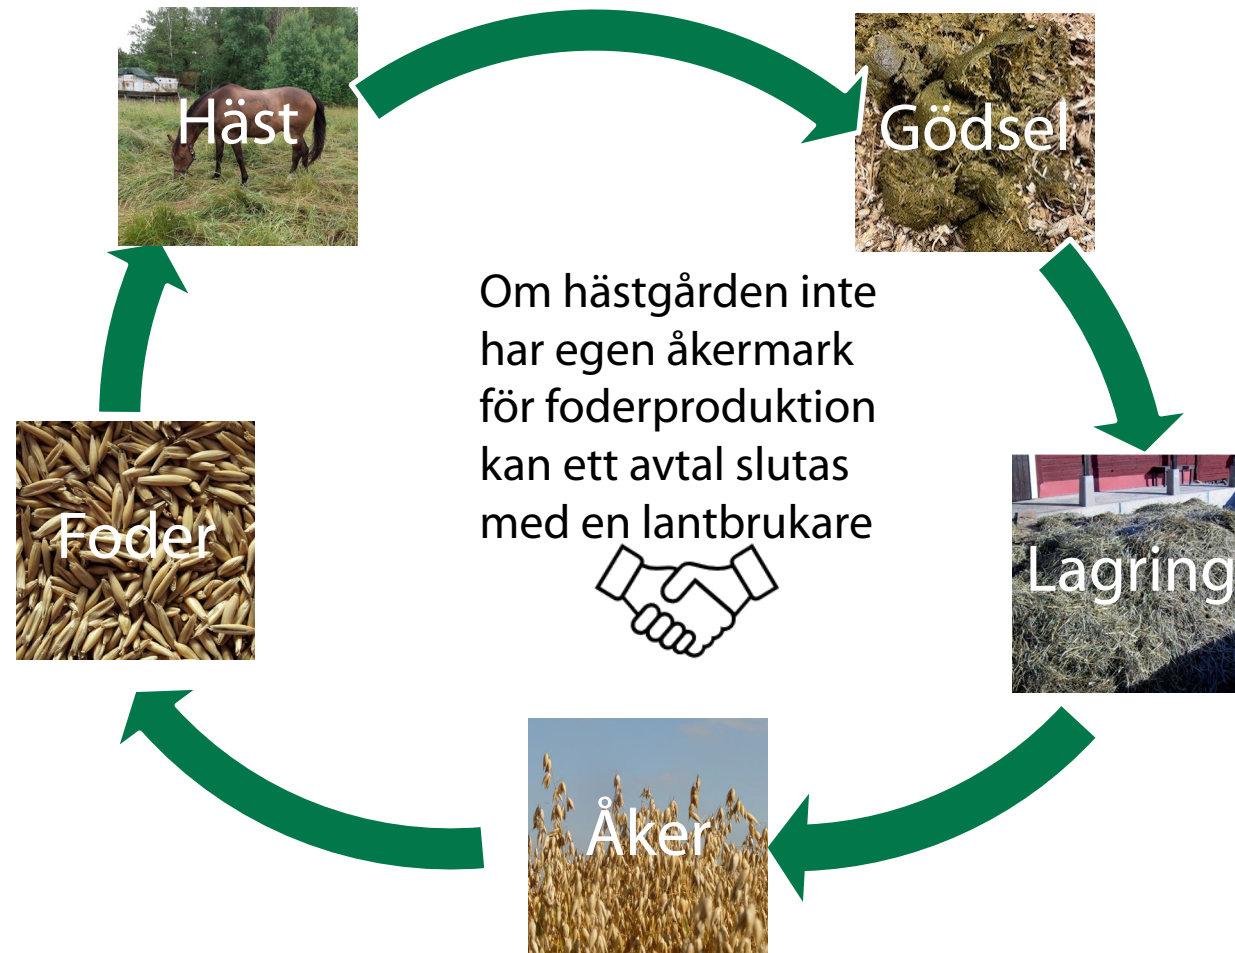 Häst
Gödsel
Om hästgården inte
har egen åkermark
för foderproduktion
kan ett avtal slutas
med en lantbrukare
Foder
Lagring
Åker